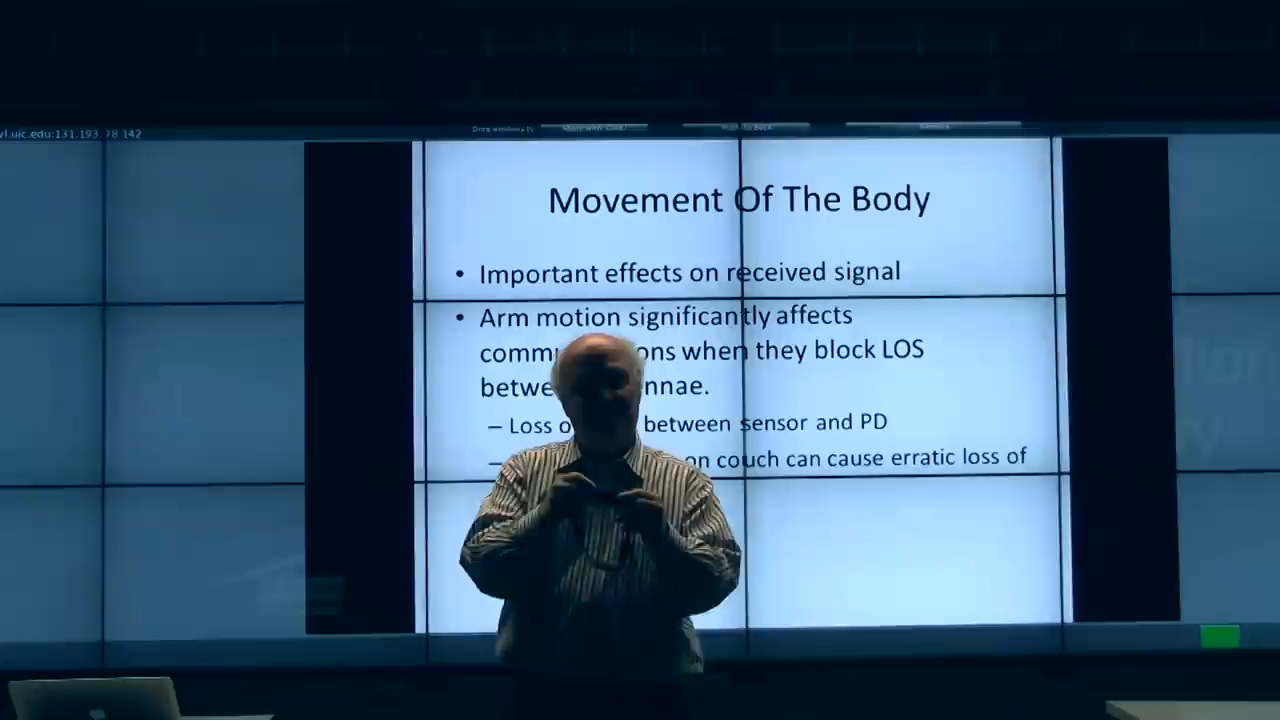 vl.uic.edu:131.193.78.142
Movement Of The Body
• Important effects on received signal
• Arm motion significantly affects
comm ons when they block LOS
betwe nnae.
– Loss o between sensor and PD
– on couch can cause erratic loss of